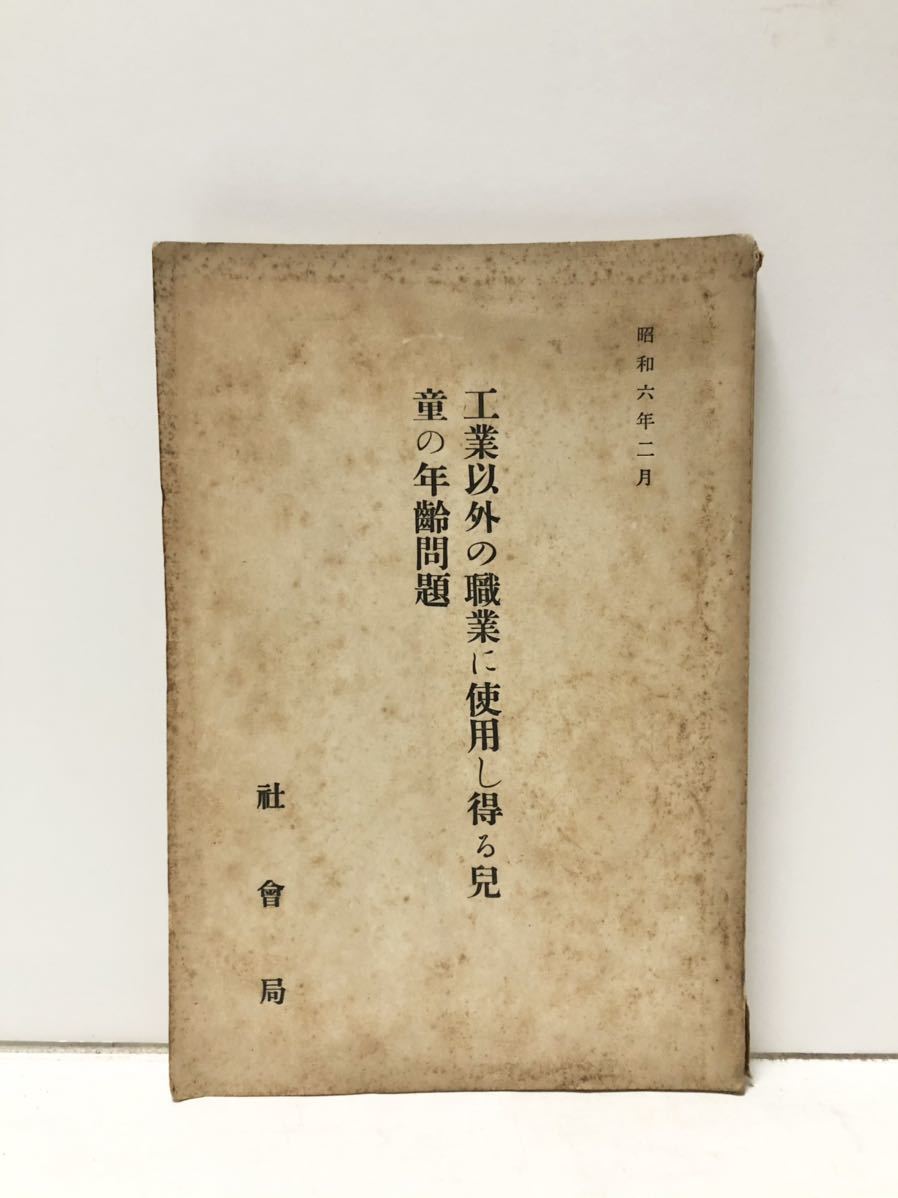 昭和六年二月
工業以外の職業に使用し得る兒
童の年齡問題
社會局